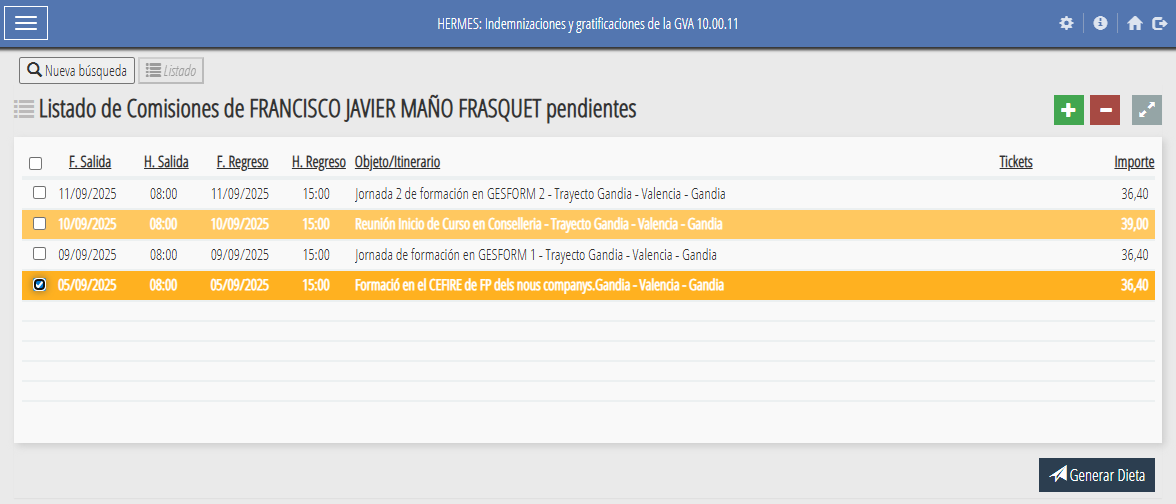 HERMES: Indemnizaciones y gratificaciones de la GVA 10.00.11
Nueva búsqueda Listado
Listado de Comisiones de FRANCISCO JAVIER MAÑO FRASQUET pendientes
F. Salida H. Salida F. Regreso H. Regreso Objeto/Itinerario Tickets Importe
11/09/2025 08:00 11/09/2025 15:00 Jornada 2 de formación en GESFORM 2 - Trayecto Gandia - Valencia - Gandia 36,40
10/09/2025 08:00 10/09/2025 15:00 Reunión Inicio de Curso en Conselleria - Trayecto Gandia - Valencia - Gandia 39,00
09/09/2025 08:00 09/09/2025 15:00 Jornada de formación en GESFORM 1 - Trayecto Gandia - Valencia - Gandia 36,40
05/09/2025 08:00 05/09/2025 15:00 Formació en el CEFIRE de FP dels nous companys.Gandia - Valencia - Gandia 36,40
Generar Dieta